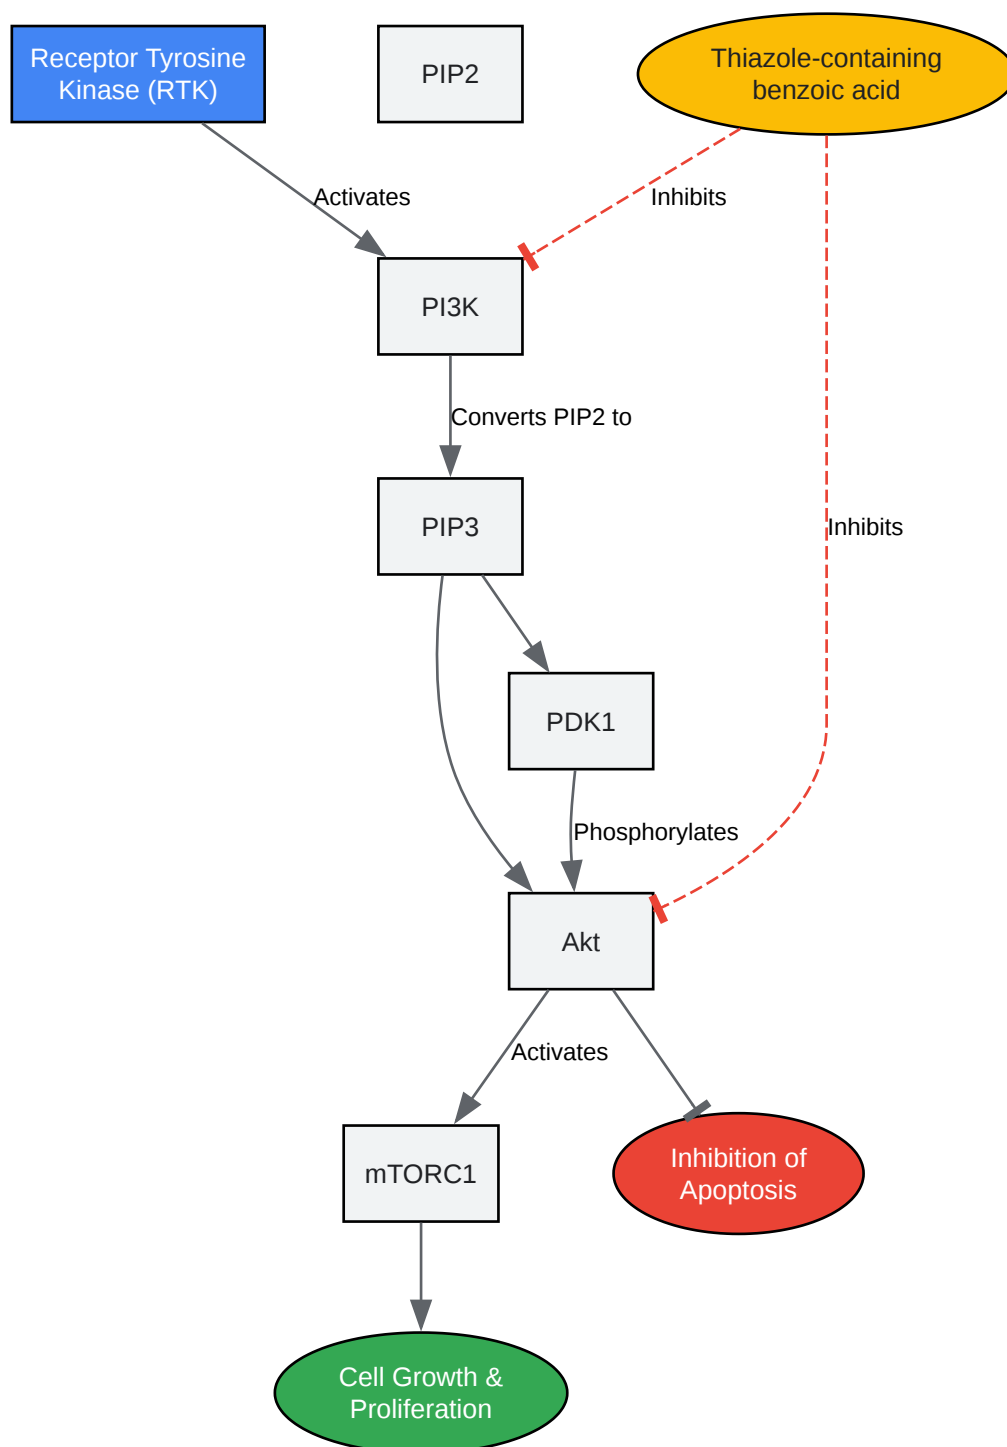 Receptor Tyrosine
Kinase (RTK)
PIP2
Thiazole-containing
benzoic acid
Activates
Inhibits
PI3K
Converts PIP2 to
PIP3
Inhibits
PDK1
Phosphorylates
Akt
Activates
mTORC1
Inhibition of
Apoptosis
Cell Growth &
Proliferation